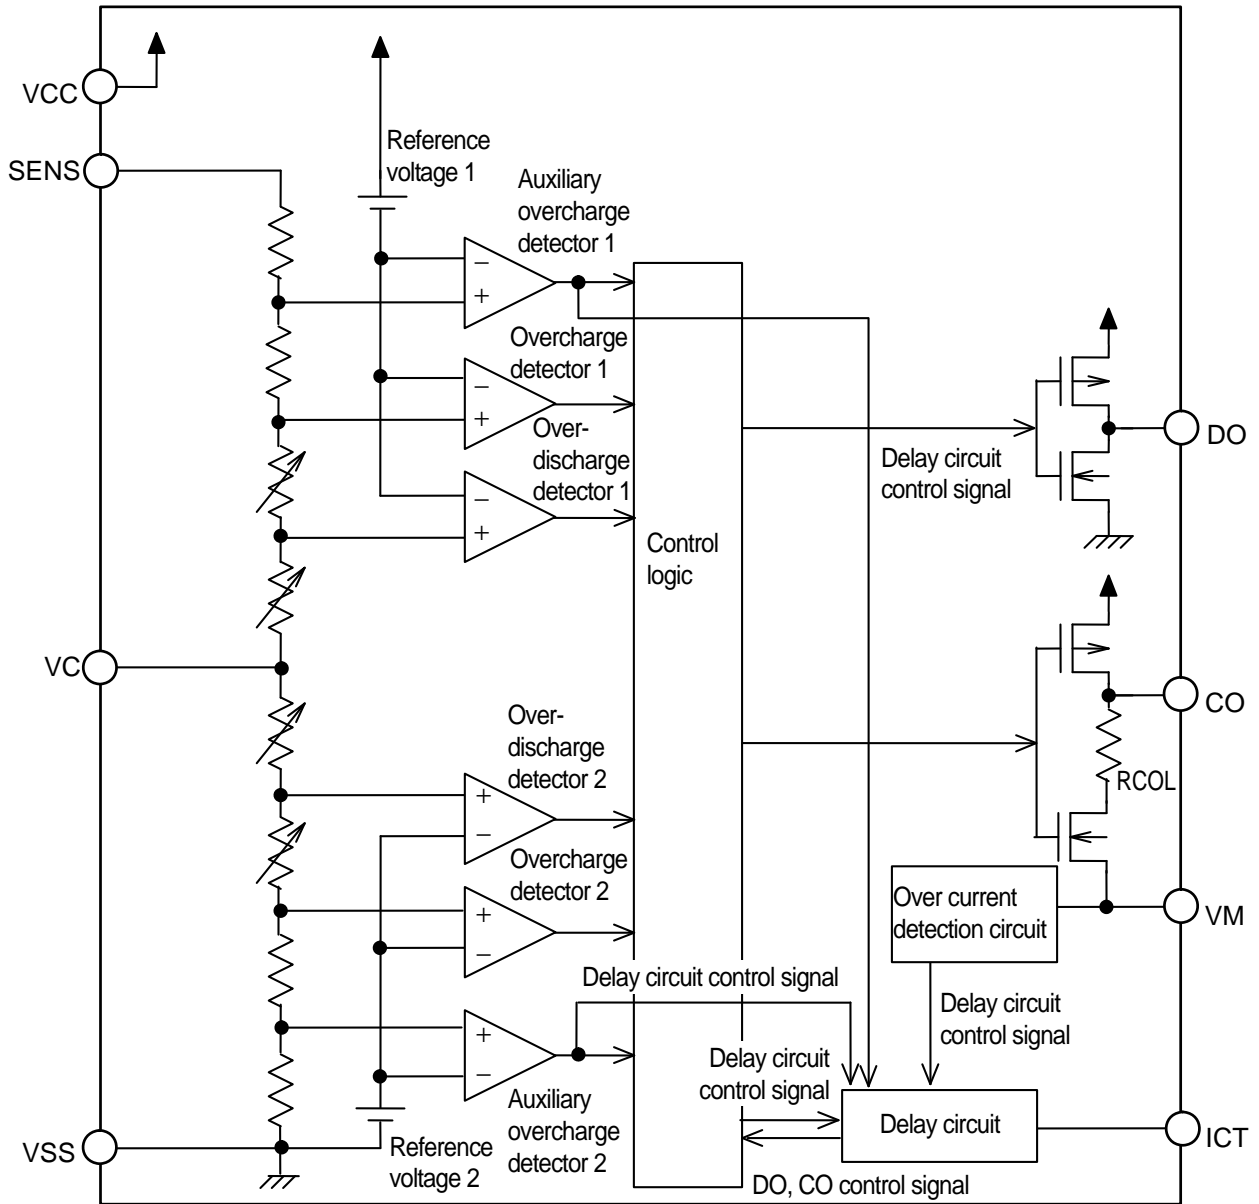 VCC
SENS
Reference
voltage 1
Auxiliary
overcharge
detector 1
−
+
Overcharge
detector 1
−
+
Over-
discharge
detector 1
−
+
Control
logic
Delay circuit
control signal
DO
VC
CO
RCOL
Over-
discharge
detector 2
+
−
Overcharge
detector 2
+
−
Over current
detection circuit
VM
Delay circuit control signal
Delay circuit
control signal
Delay circuit
control signal
+
−
Auxiliary
overcharge
detector 2
Delay circuit
ICT
VSS
Reference
voltage 2
DO, CO control signal